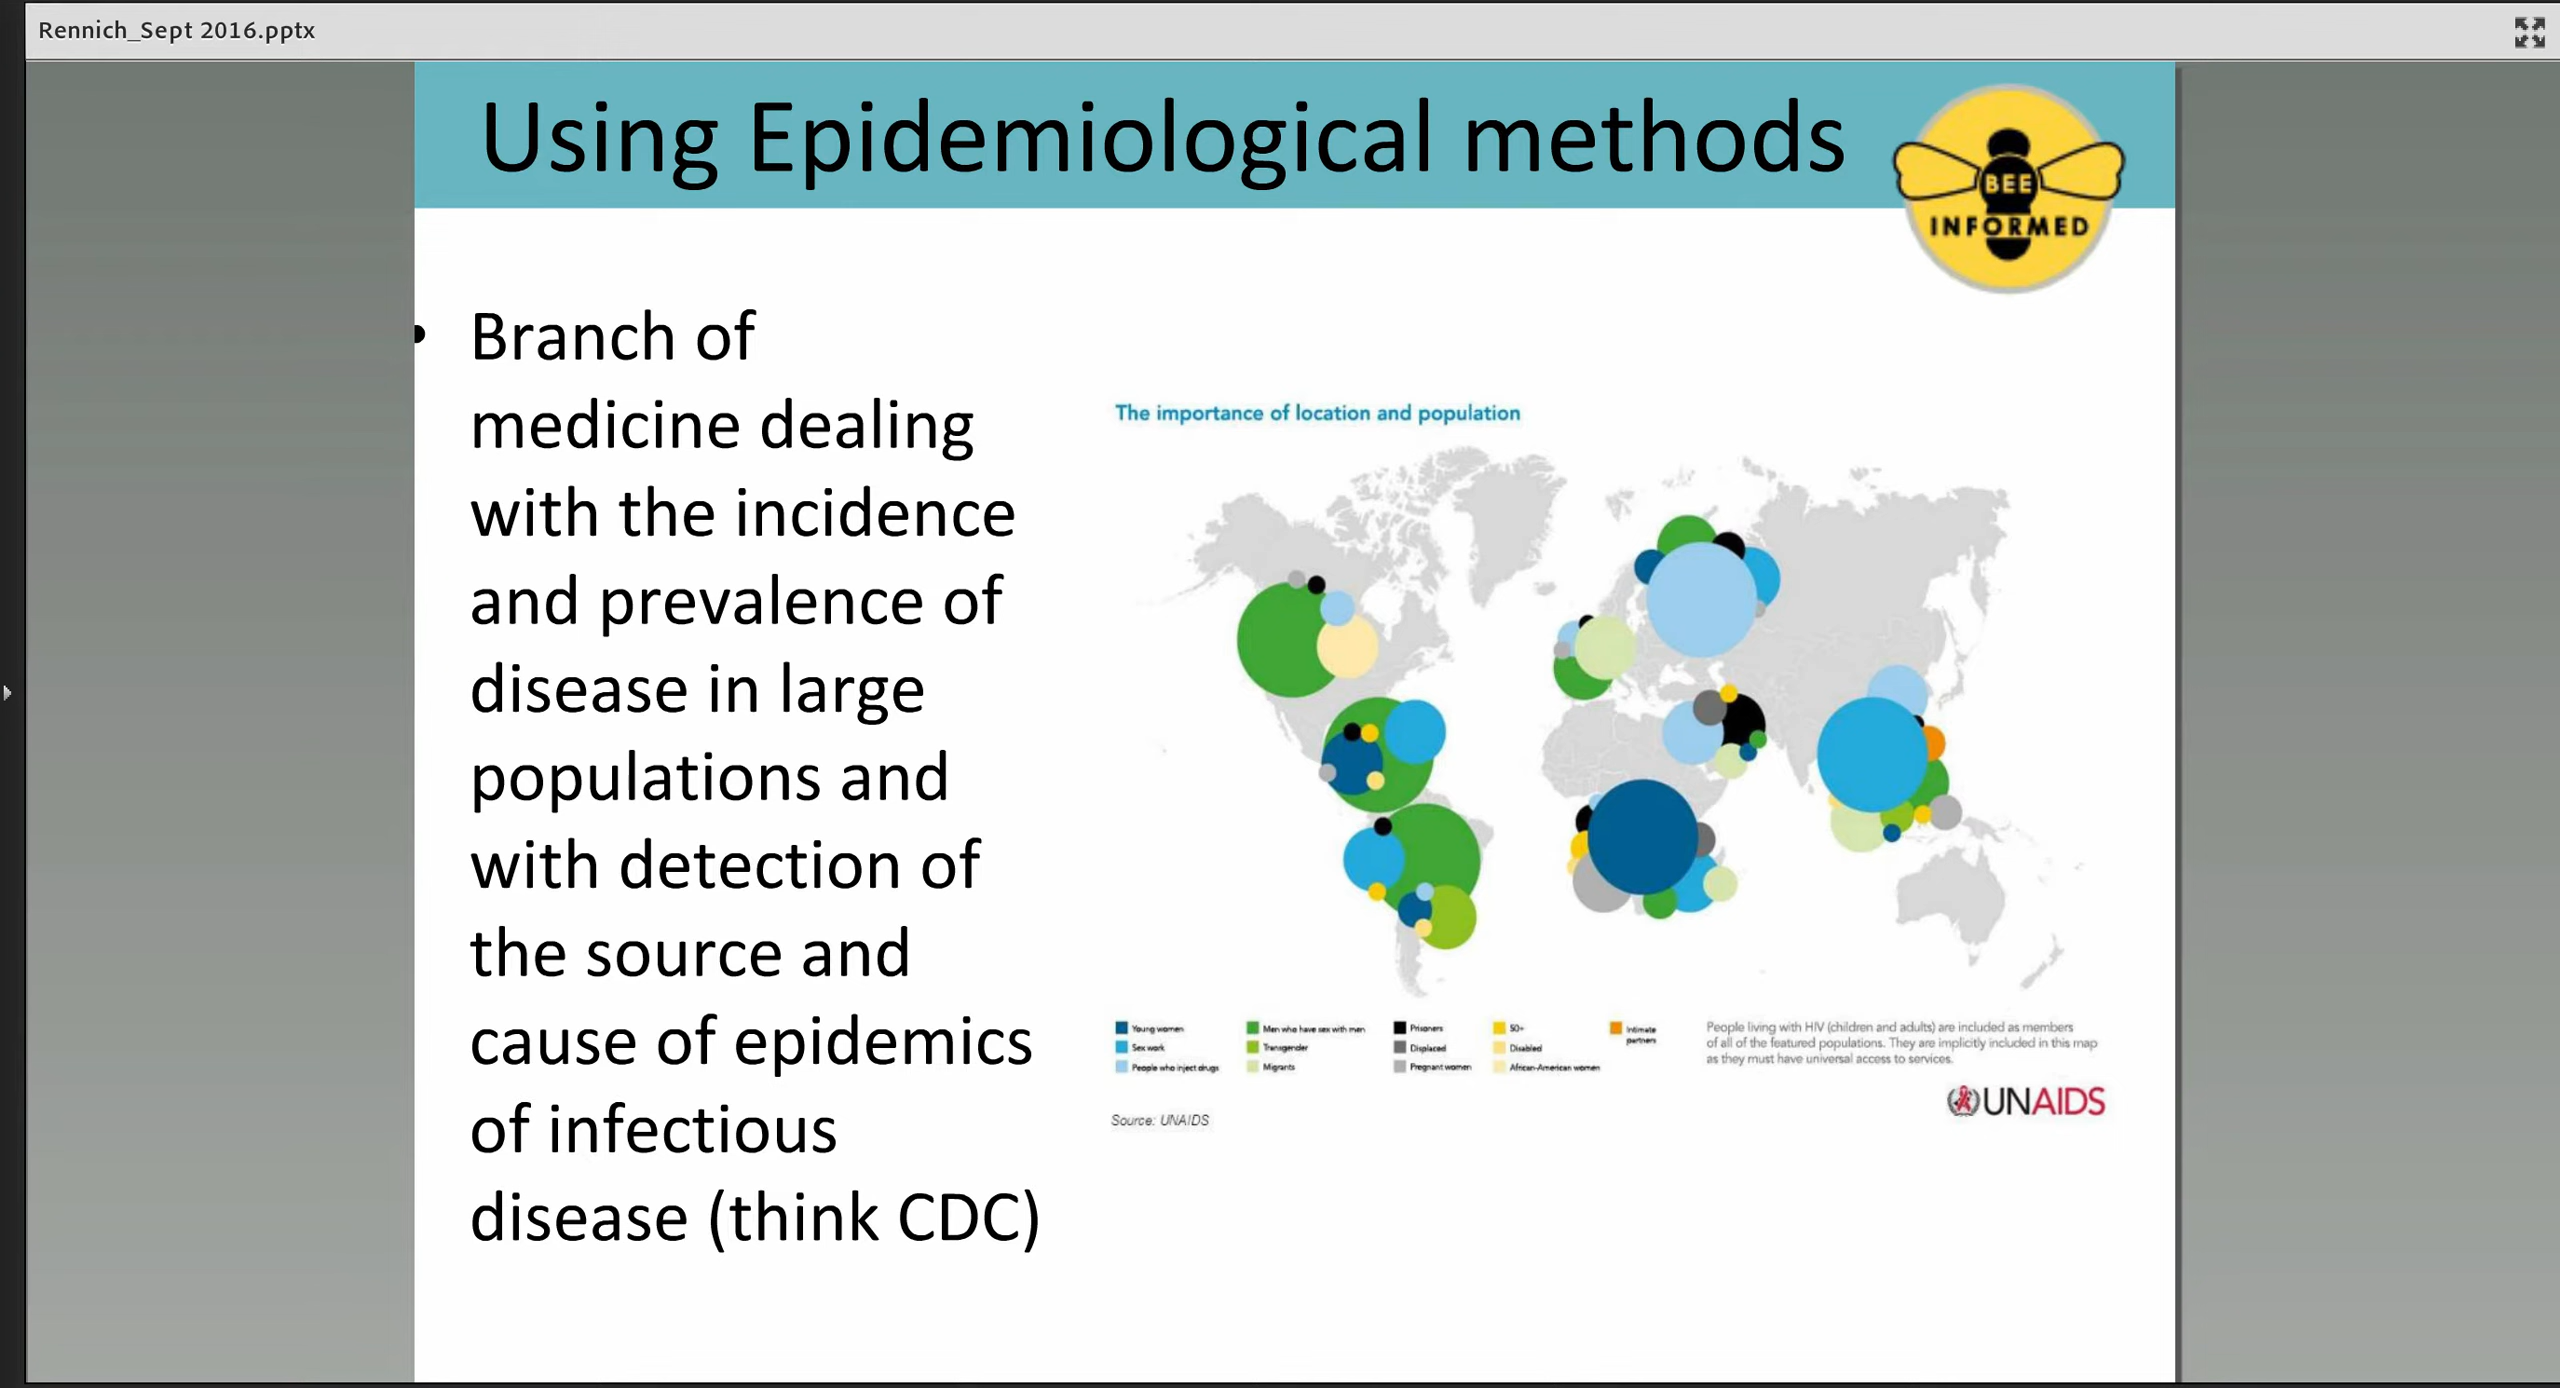 Rennich_Sept 2016.pptx
Using Epidemiological methods
BEE
INFORMED
• Branch of
medicine dealing
with the incidence
and prevalence of
disease in large
populations and
with detection of
the source and
cause of epidemics
of infectious
disease (think CDC)
The importance of location and population
Young women
Sex work
People who inject drugs
Men who have sex with men
Transgender
Migrants
Prisoners
Displaced
Pregnant women
50+
Disabled
African-American women
Intimate
partners
People living with HIV (children and adults) are included as members
of all of the featured populations. They are implicitly included in this map
as they must have universal access to services.
UNAIDS
Source: UNAIDS